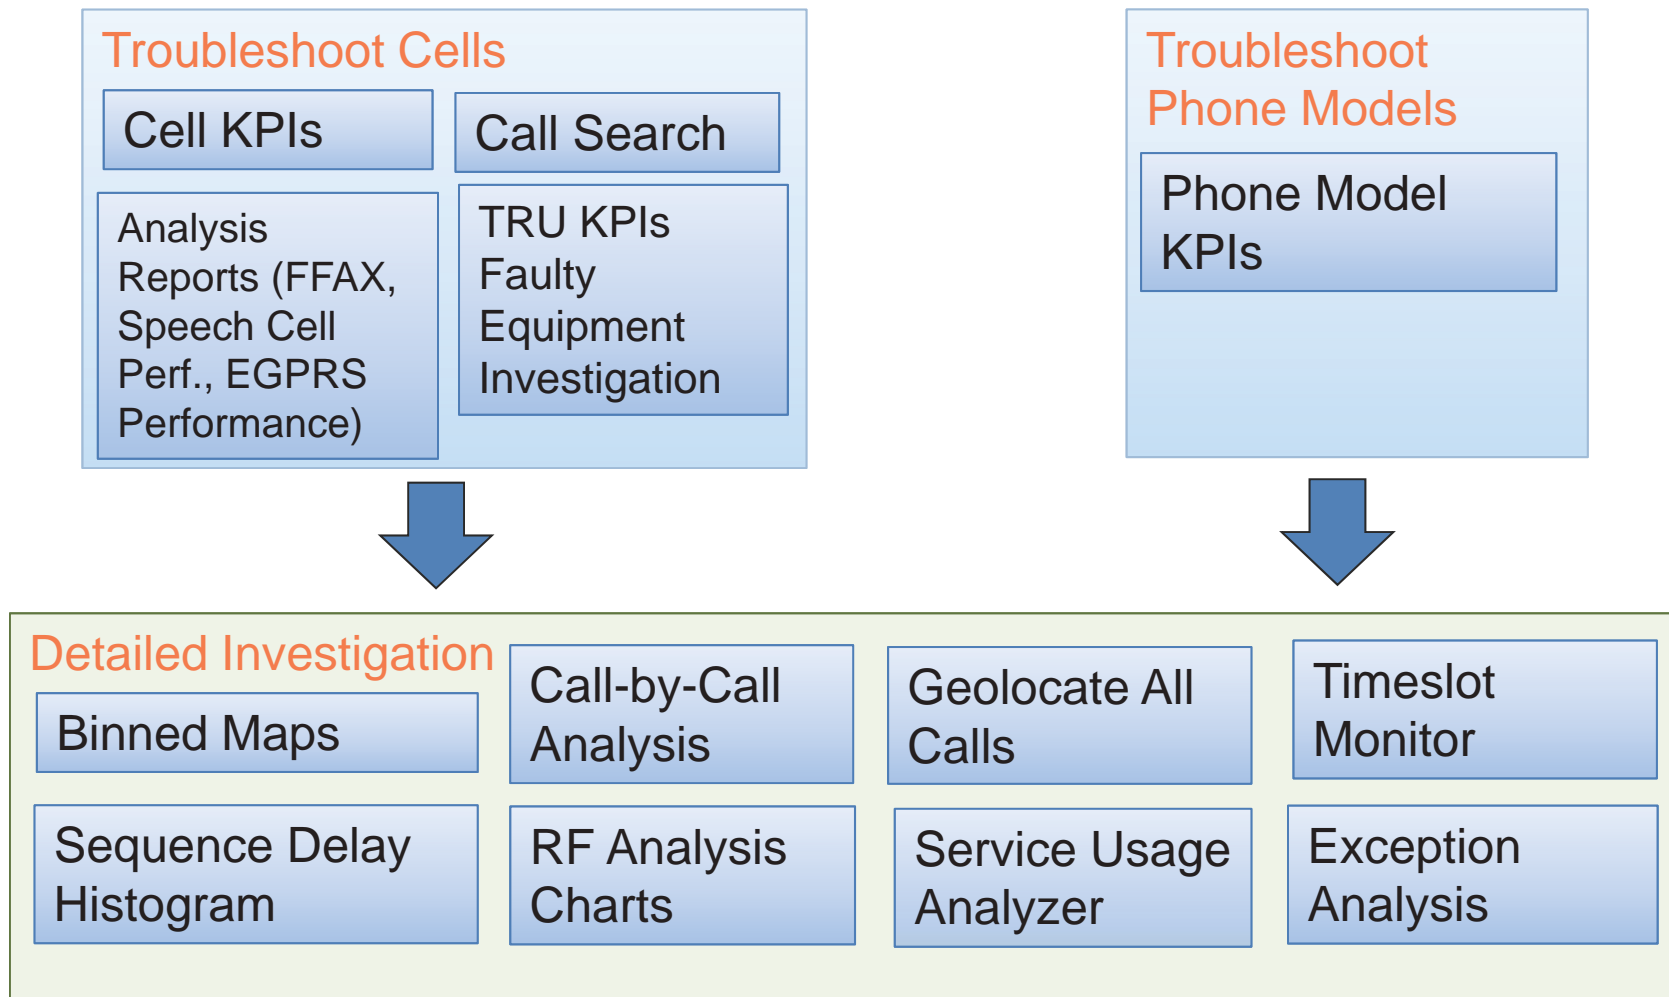 Troubleshoot Cells
Cell KPIs
Call Search
Analysis
Reports (FFAX,
Speech Cell
Perf., EGPRS
Performance)
TRU KPIs
Faulty
Equipment
Investigation
Troubleshoot
Phone Models
Phone Model
KPIs
Detailed Investigation
Binned Maps
Call-by-Call
Analysis
Geolocate All
Calls
Timeslot
Monitor
Sequence Delay
Histogram
RF Analysis
Charts
Service Usage
Analyzer
Exception
Analysis